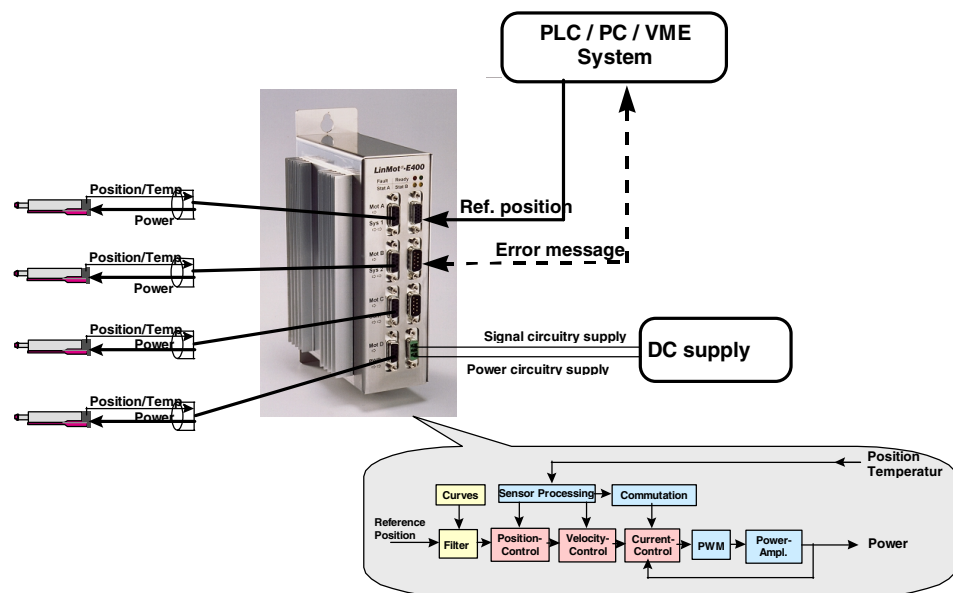 PLC / PC / VME
System
LinMot®-E400
Fault Ready
Stat A Stat B
Mot A
Sys 1
Mot B
Sys 2
Mot C
Mot D
Position/Temp
Power
Position/Temp
Power
Position/Temp
Power
Position/Temp
Power
Ref. position
Error message
Signal circuitry supply
Power circuitry supply
DC supply
Position
Temperatur
Curves
Sensor Processing
Commutation
Reference
Position
Filter
Position-
Control
Velocity-
Control
Current-
Control
PWM
Power-
Ampl.
Power